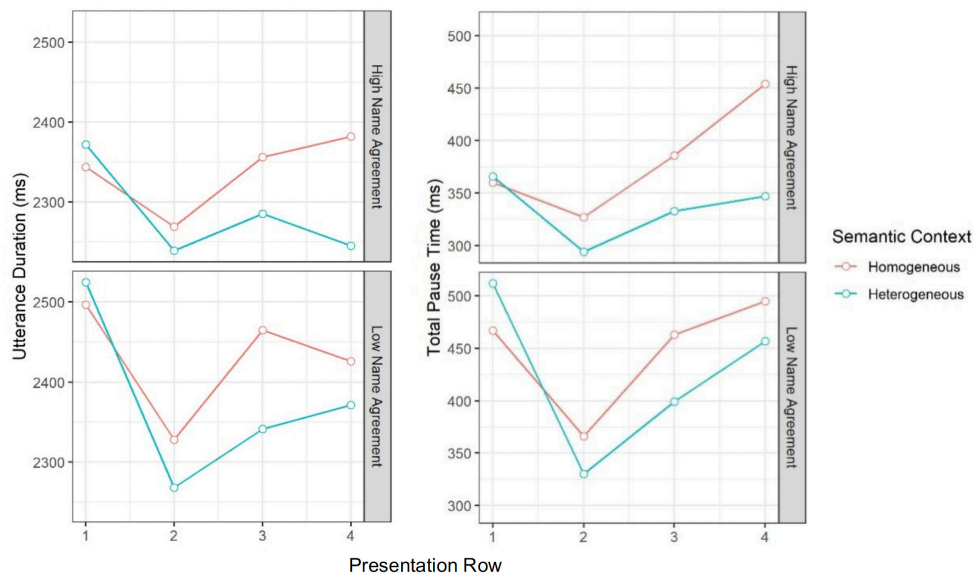 Utterance Duration (ms)
2500
2400
2300
High Name Agreement
2500
2400
2300
Low Name Agreement
1 2 3 4
Total Pause Time (ms)
500
450
400
350
300
High Name Agreement
500
450
400
350
300
Low Name Agreement
1 2 3 4
Presentation Row
Semantic Context
Homogeneous
Heterogeneous